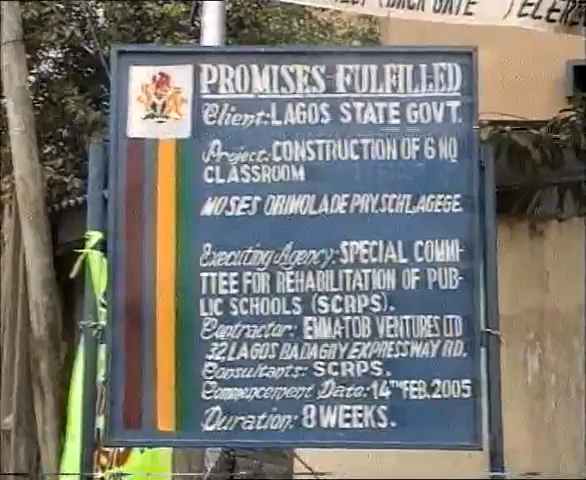 (BACK GATE)
PROMISES FULFILLED
Client: LAGOS STATE GOVT.
Project: CONSTRUCTION OF 6 NO
CLASSROOM
MOSES ORIMOLADE PRY. SCHL AGEGE.
Executing Agency: SPECIAL COMMI-
TTEE FOR REHABILITATION OF PUB-
LIC SCHOOLS (SCRPS).
Contractor: EMMA-TOB VENTURES LTD
32 LAGOS BADAGRY EXPRESSWAY RD.
Consultants: SCRPS.
Commencement Date: 14TH FEB. 2005
Duration: 8 WEEKS.